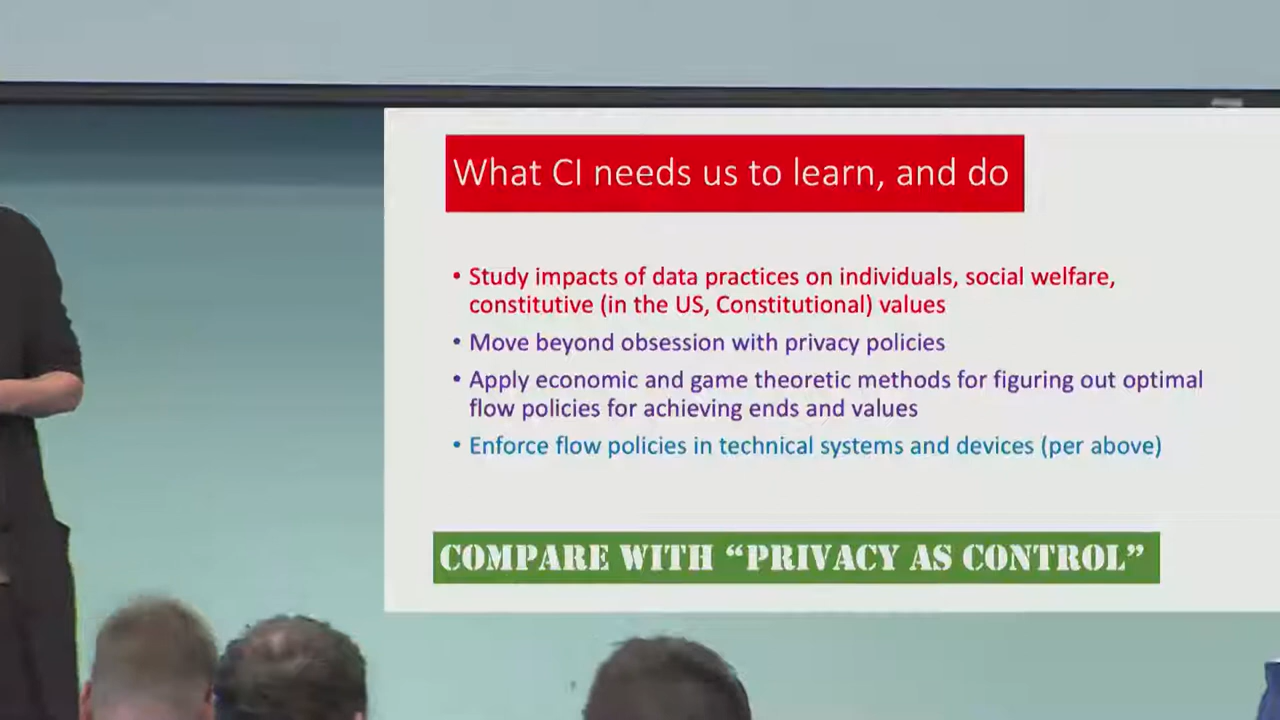 What CI needs us to learn, and do
• Study impacts of data practices on individuals, social welfare,
constitutive (in the US, Constitutional) values
• Move beyond obsession with privacy policies
• Apply economic and game theoretic methods for figuring out optimal
flow policies for achieving ends and values
• Enforce flow policies in technical systems and devices (per above)
COMPARE WITH “PRIVACY AS CONTROL”